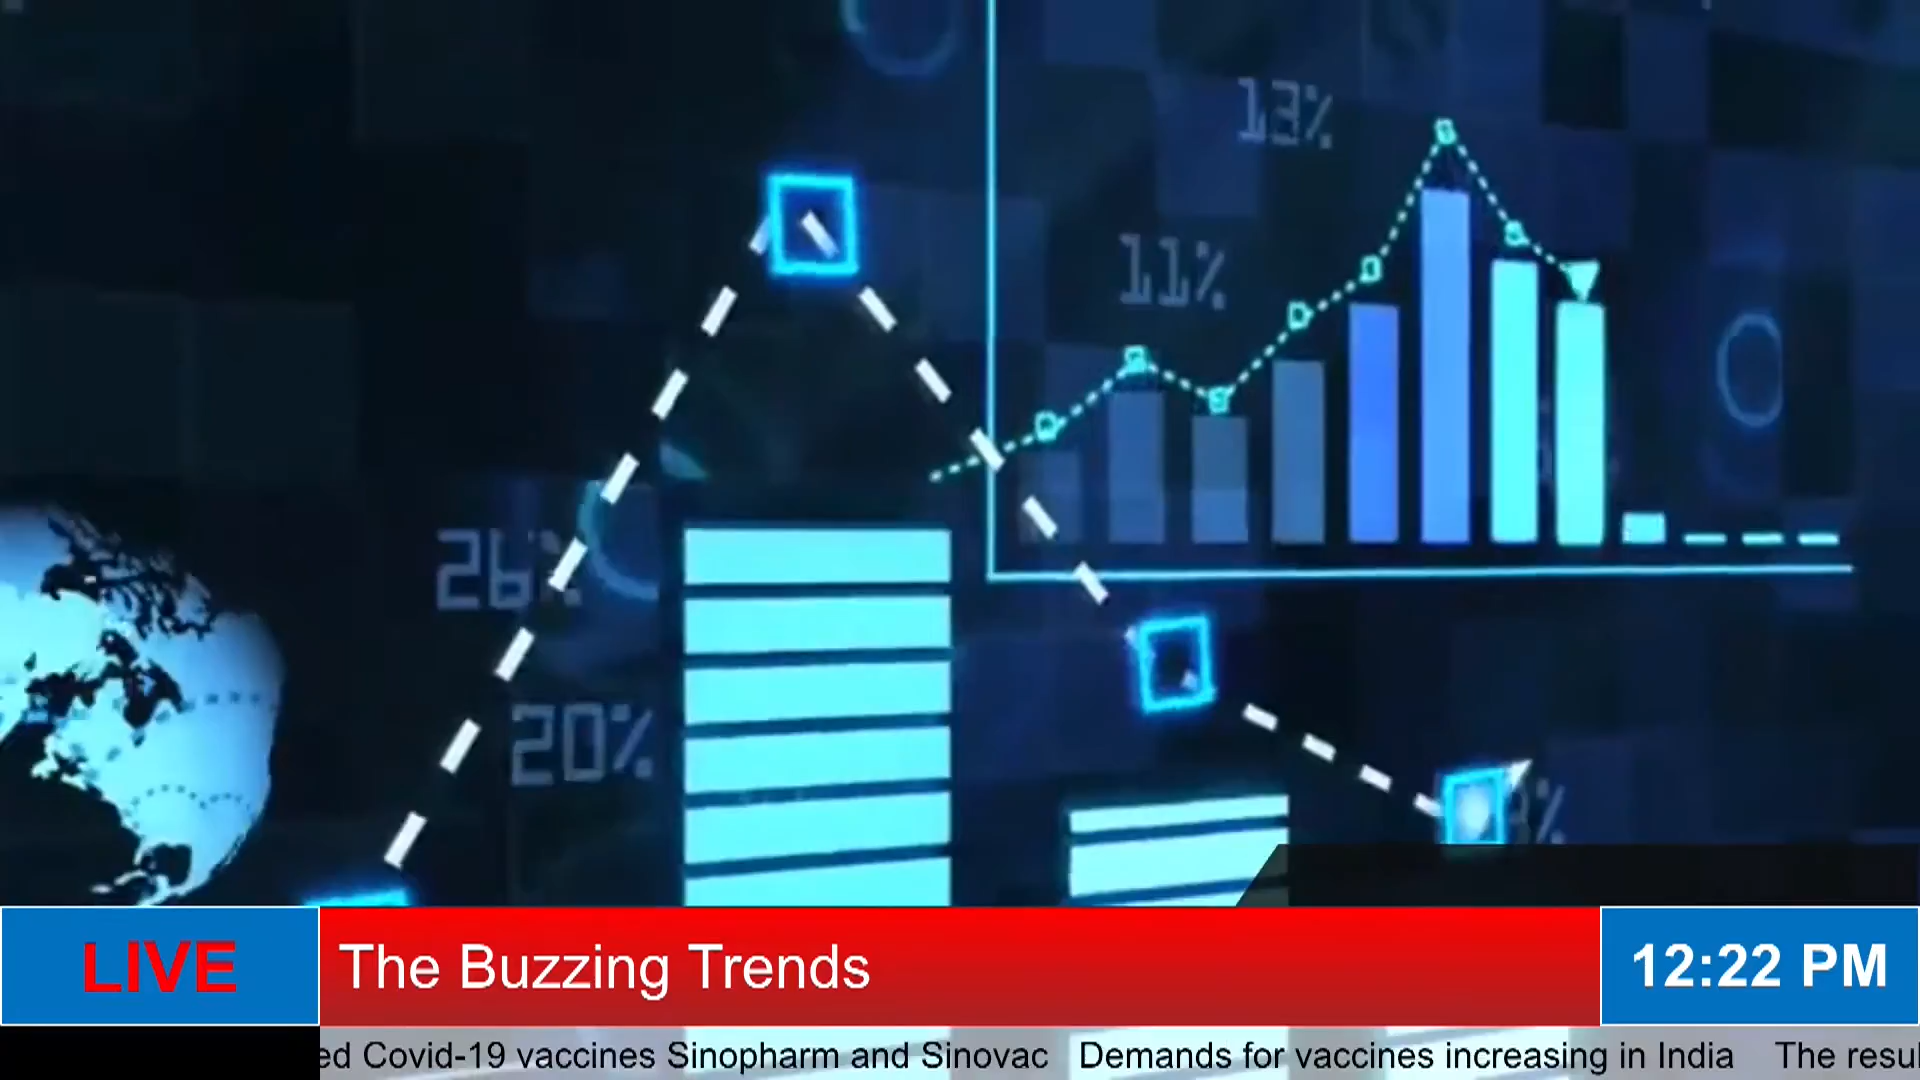 13%
11%
26%
20%
LIVE
The Buzzing Trends
12:22 PM
ed Covid-19 vaccines Sinopharm and Sinovac Demands for vaccines increasing in India The resul